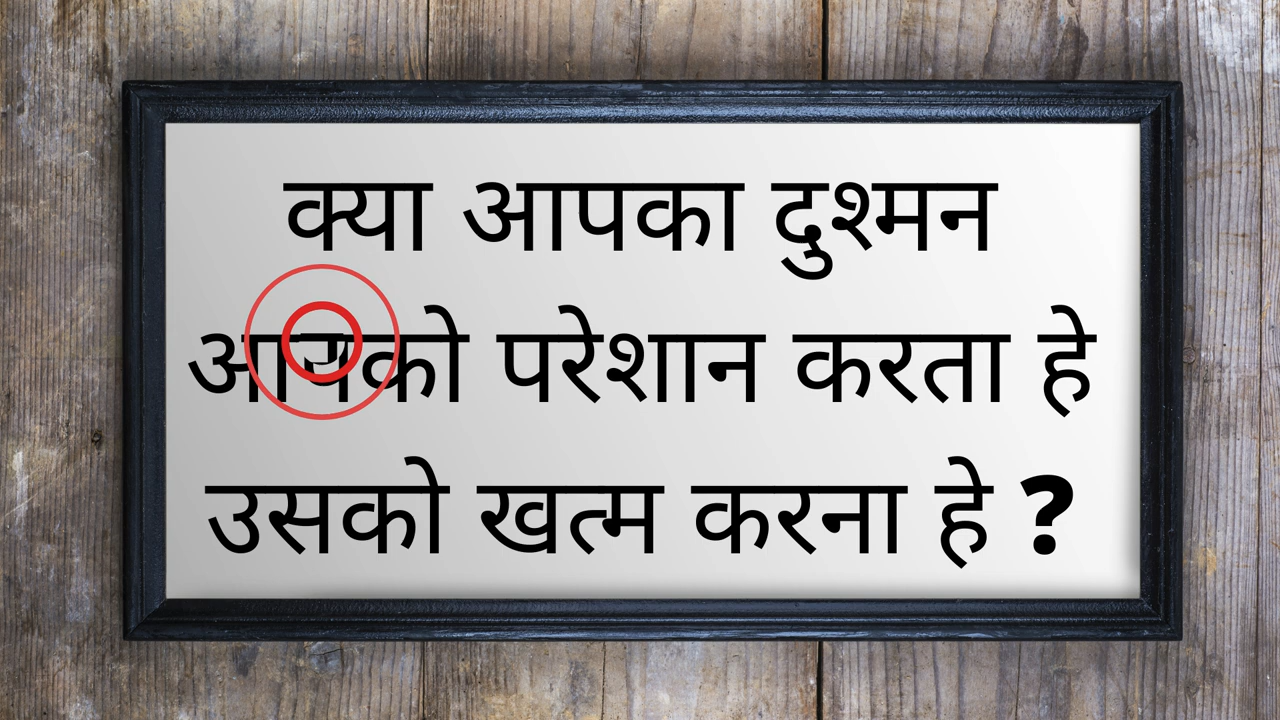 क्या आपका दुश्मन
आपको परेशान करता हे
उसको खत्म करना हे ?